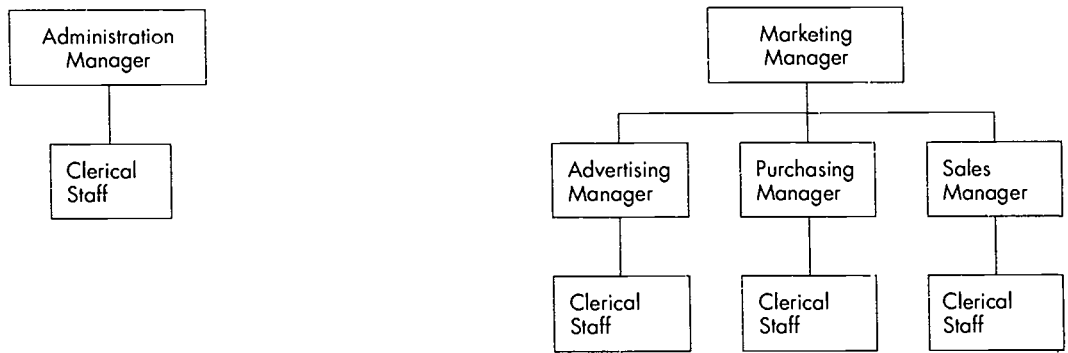 Administration
Manager
Marketing
Manager
Clerical
Staff
Advertising
Manager
Purchasing
Manager
Sales
Manager
Clerical
Staff
Clerical
Staff
Clerical
Staff